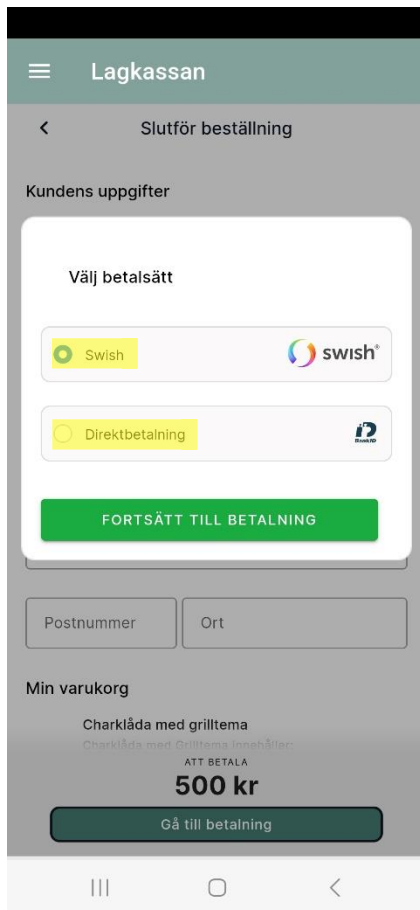 Lagkassan
Slutför beställning
Kundens uppgifter
Välj betalsätt
Swish
swish®
Direktbetalning
BankID
FORTSÄTT TILL BETALNING
Postnummer
Ort
Min varukorg
Charklåda med grilltema
Charklåda med Grilltema innehåller:
ATT BETALA
500 kr
Gå till betalning